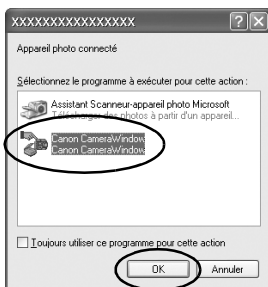 XXXXXXXXXXXXXXXX
Appareil photo connecté
Sélectionnez le programme à exécuter pour cette action :
Assistant Scanneur-appareil photo Microsoft
Télécharger des photos à partir d'un appareil...
Canon CameraWindow
Canon CameraWindow
Toujours utiliser ce programme pour cette action
OK
Annuler